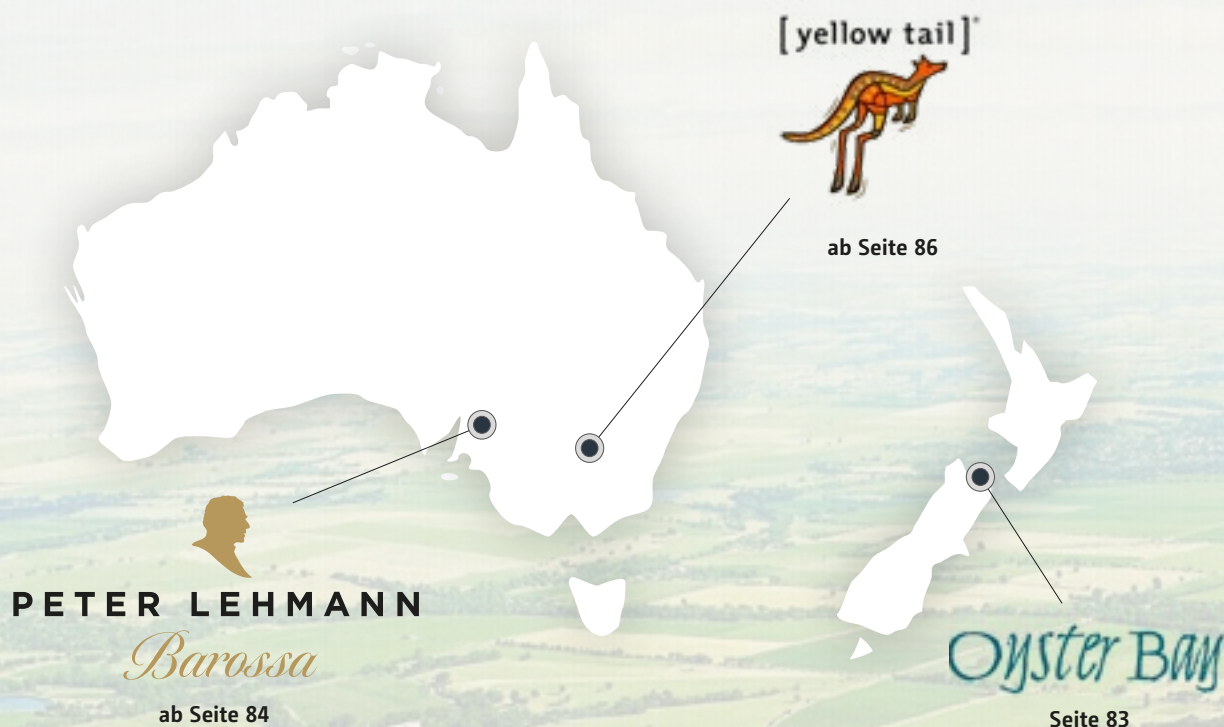 [ yellow tail ]®
ab Seite 86
PETER LEHMANN
Barossa
ab Seite 84
Oyster Bay
Seite 83